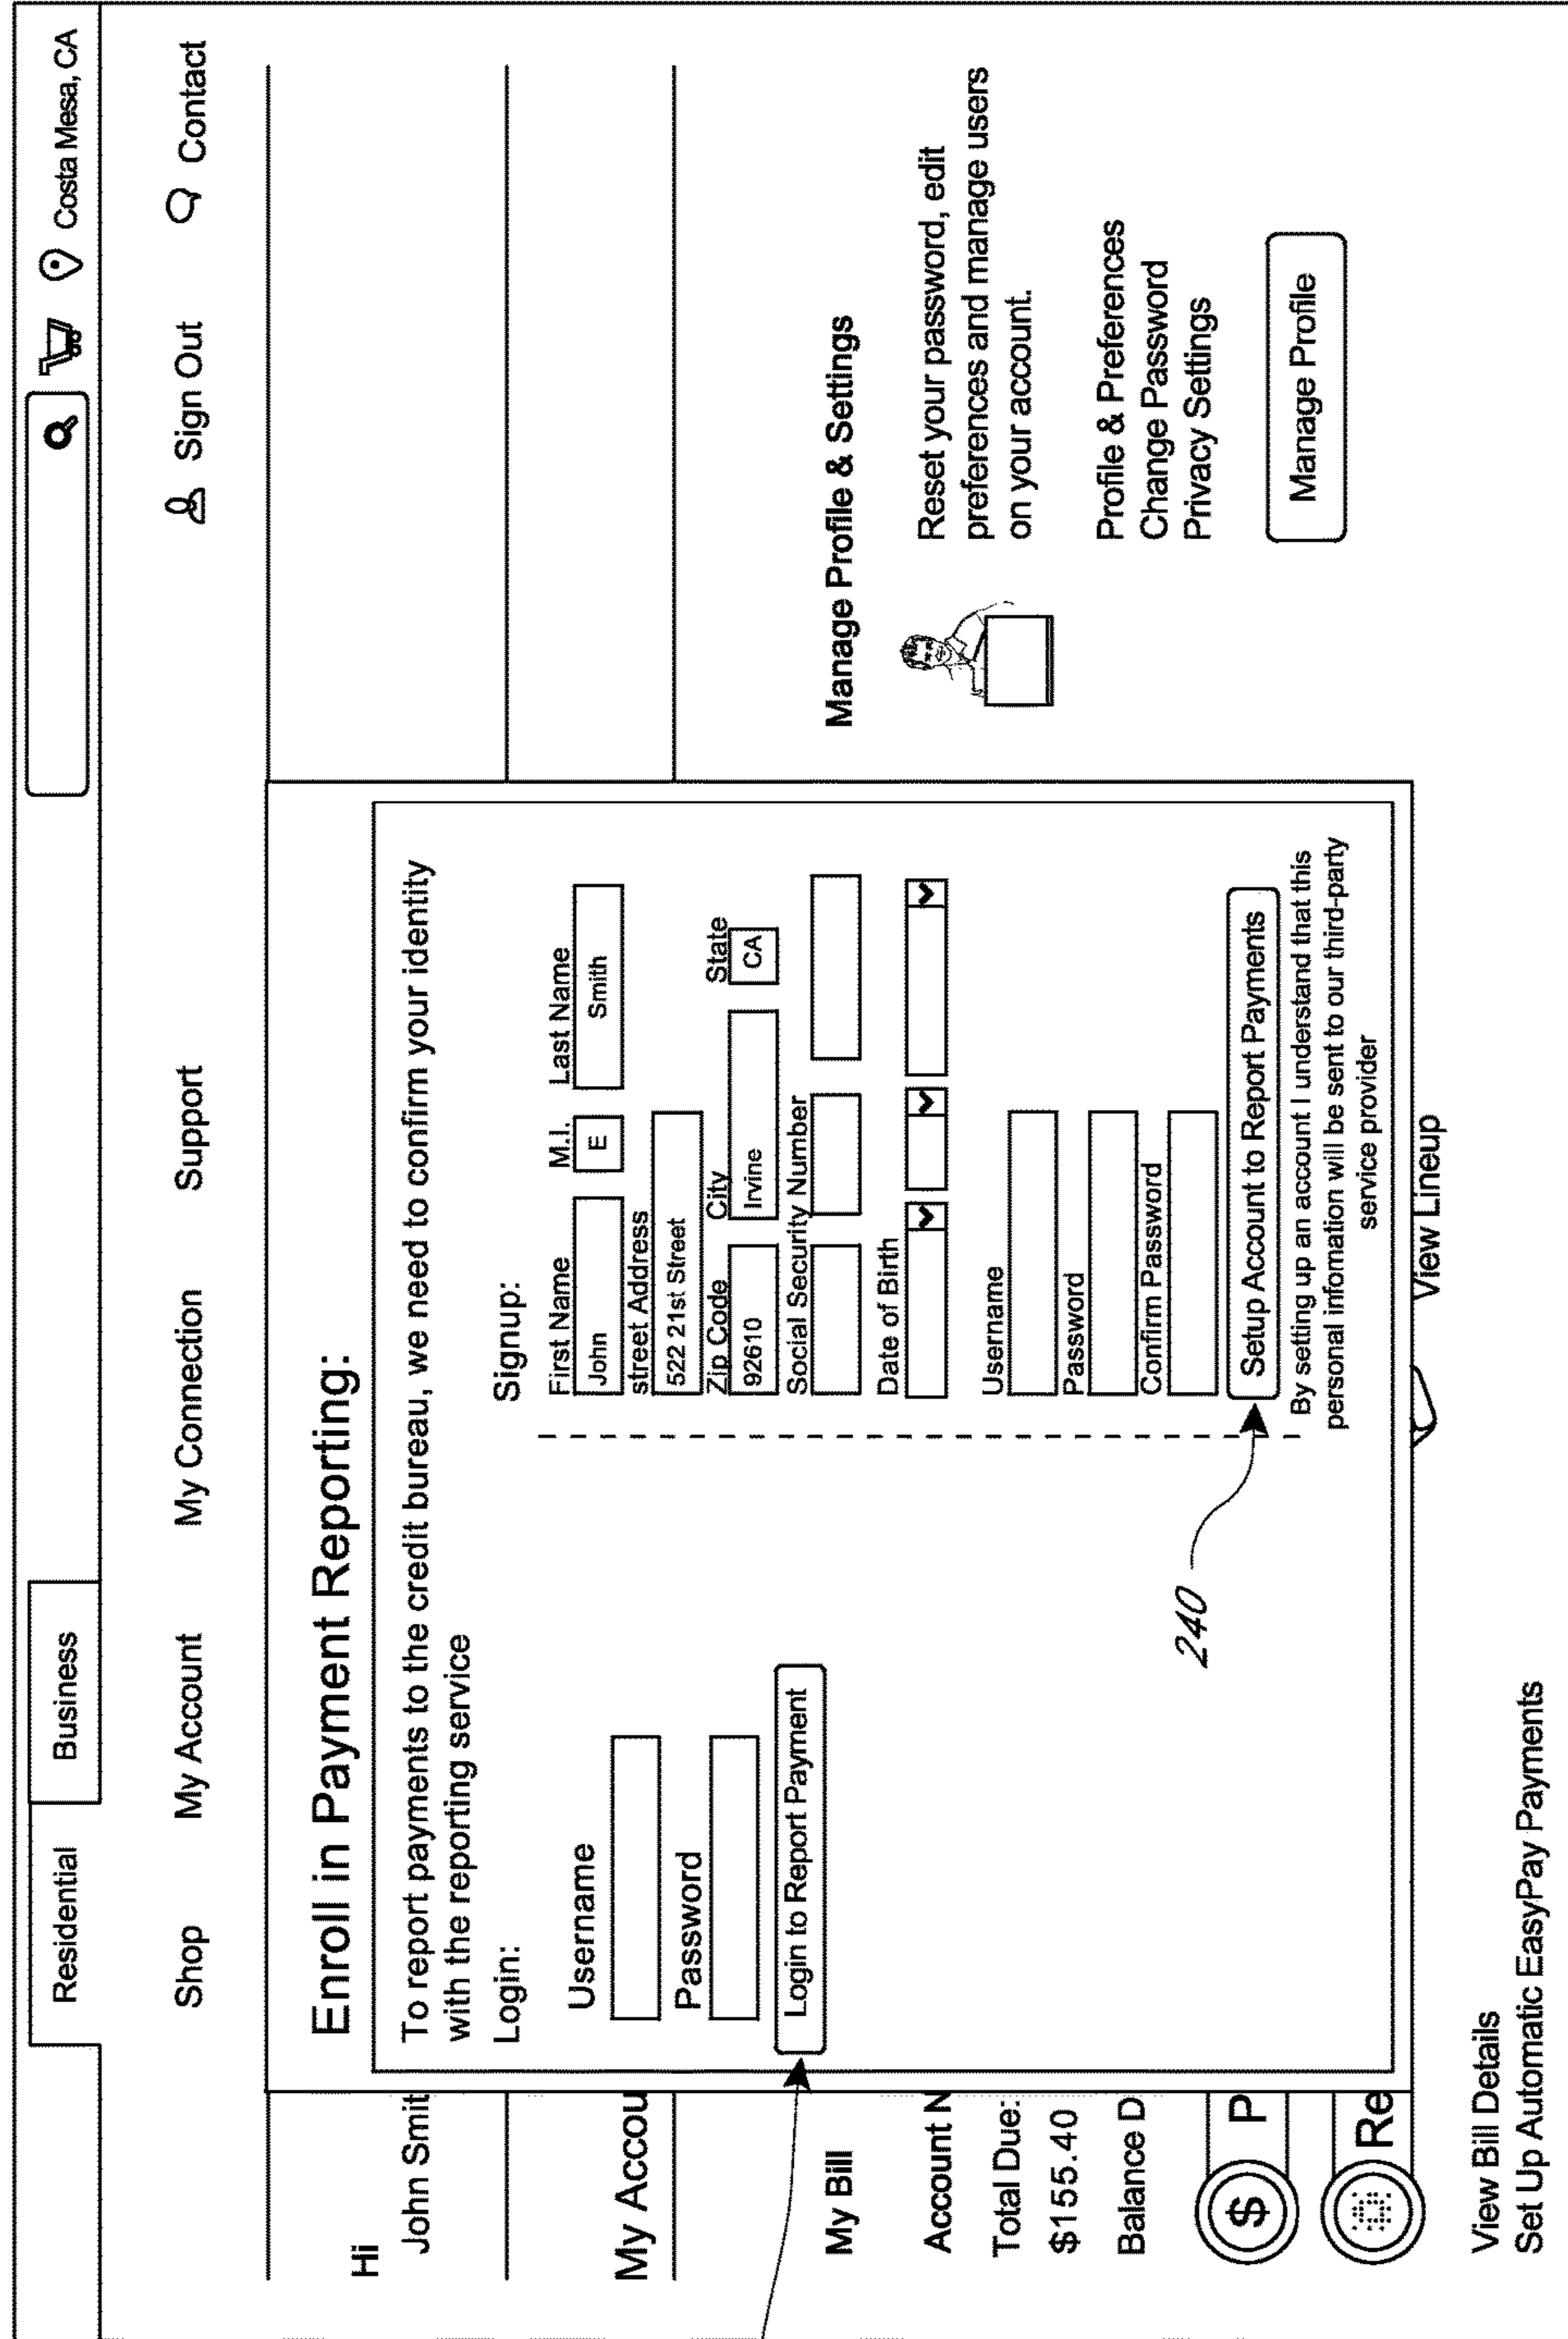 Residential Business Costa Mesa, CA
Shop My Account My Connection Support Sign Out Contact
Hi
John Smit
My Accou
My Bill
Account N
Total Due:
$155.40
Balance D
$ P
Re
View Bill Details
Set Up Automatic EasyPay Payments
Enroll in Payment Reporting:
To report payments to the credit bureau, we need to confirm your identity
with the reporting service
Login:
Username
Password
Login to Report Payment
Signup:
First Name M.I. Last Name
John E Smith
street Address
522 21st Street
Zip Code City State
92610 Irvine CA
Social Security Number
Date of Birth
Username
Password
Confirm Password
Setup Account to Report Payments
240
By setting up an account I understand that this
personal infomation will be sent to our third-party
service provider
View Lineup
Manage Profile & Settings
Reset your password, edit
preferences and manage users
on your account.
Profile & Preferences
Change Password
Privacy Settings
Manage Profile